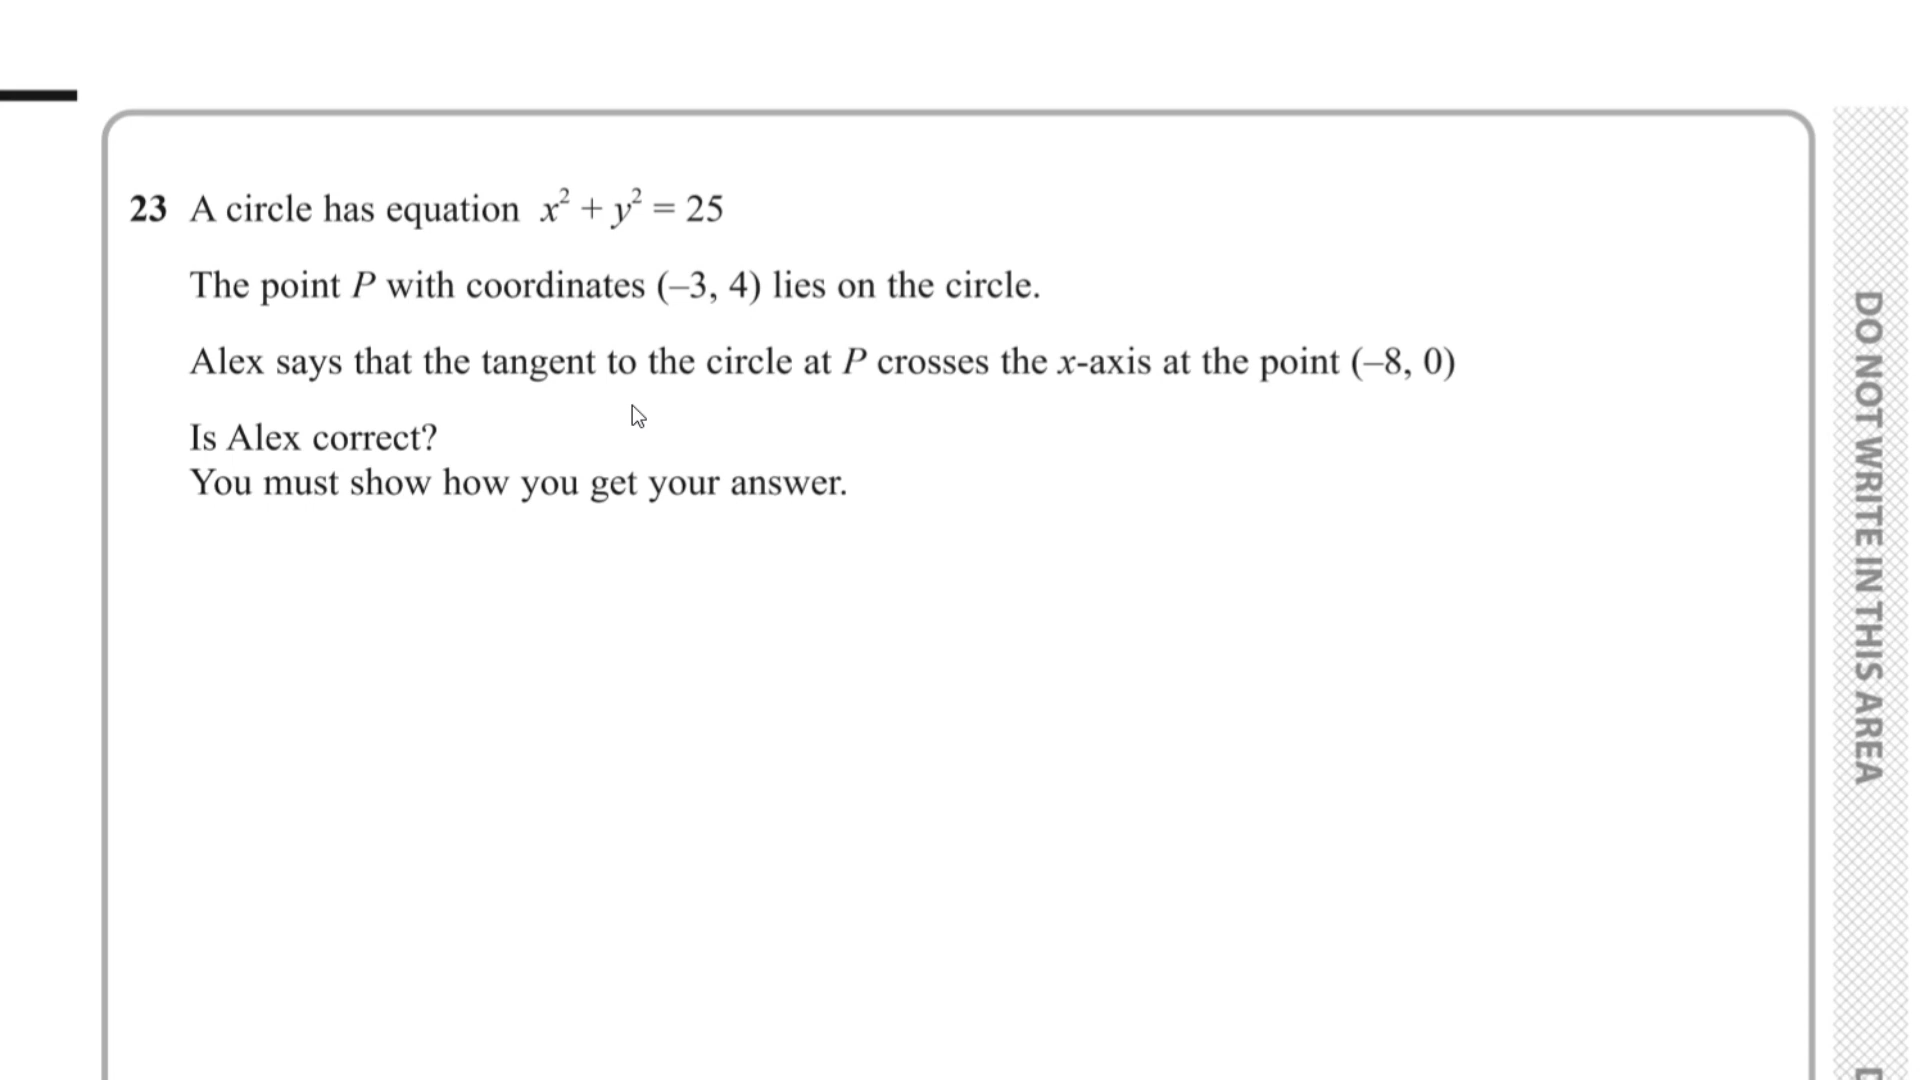 23 A circle has equation x² + y² = 25
The point P with coordinates (–3, 4) lies on the circle.
Alex says that the tangent to the circle at P crosses the x-axis at the point (–8, 0)
Is Alex correct?
You must show how you get your answer.
DO NOT WRITE IN THIS AREA